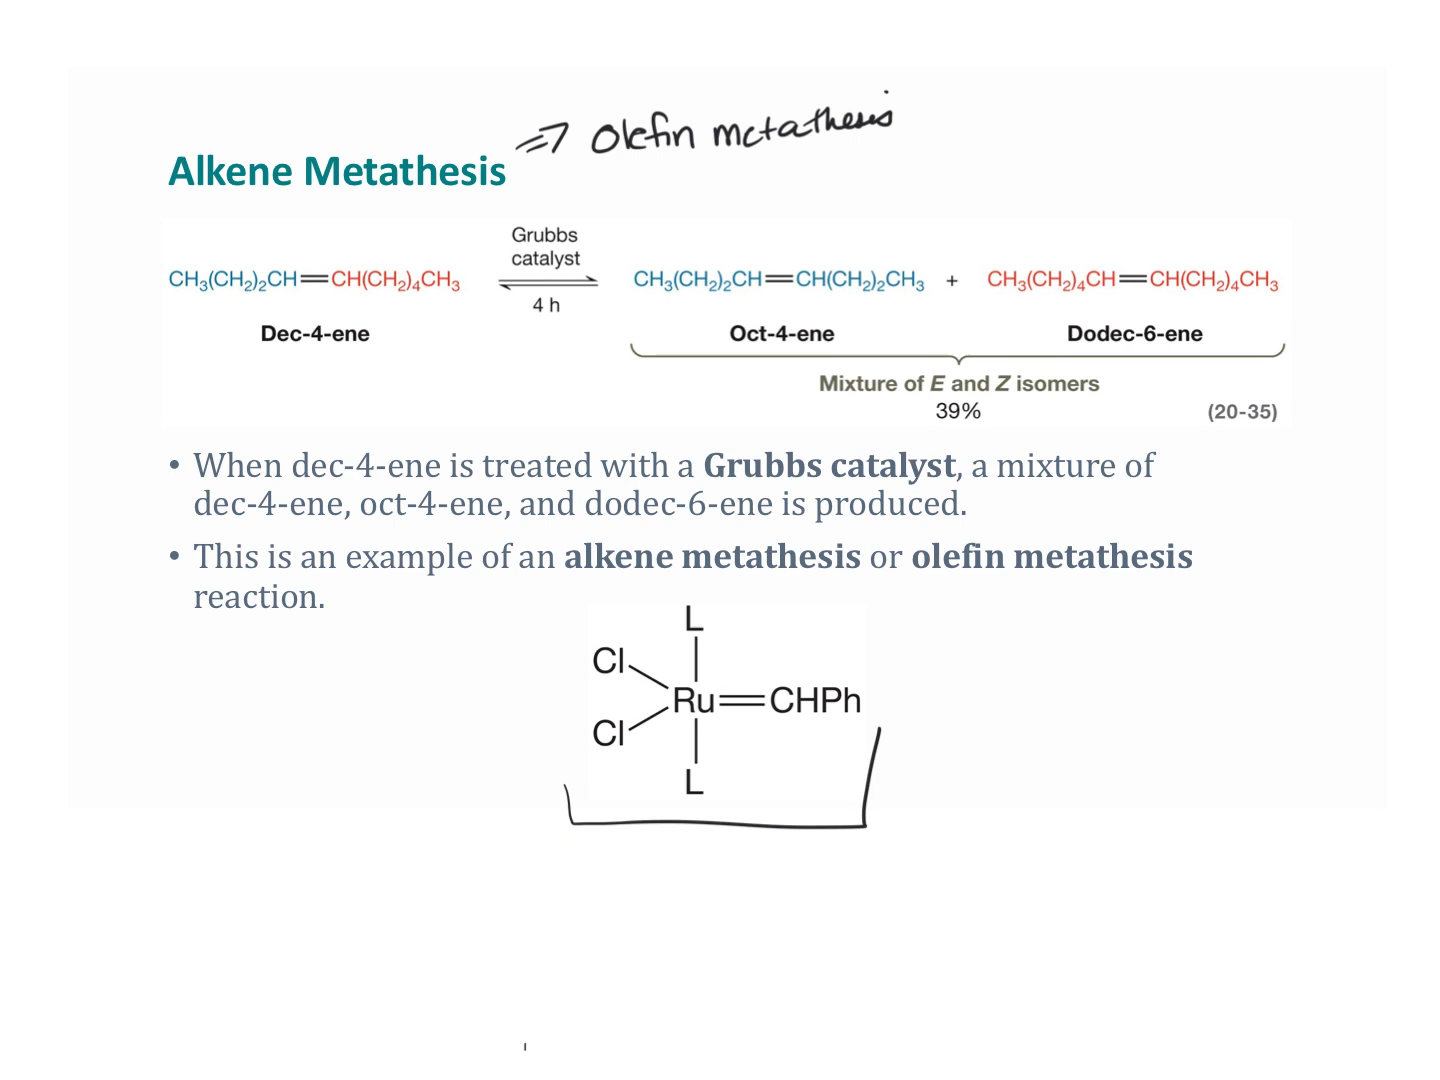 ⇒ Olefin metathesis
Alkene Metathesis
Grubbs
catalyst
CH₃(CH₂)₂CH=CH(CH₂)₄CH₃
4 h
CH₃(CH₂)₂CH=CH(CH₂)₂CH₃ + CH₃(CH₂)₄CH=CH(CH₂)₄CH₃
Dec-4-ene
Oct-4-ene
Dodec-6-ene
Mixture of E and Z isomers
39%
(20-35)
• When dec-4-ene is treated with a Grubbs catalyst, a mixture of
dec-4-ene, oct-4-ene, and dodec-6-ene is produced.
• This is an example of an alkene metathesis or olefin metathesis
reaction.
L
Cl
Ru=CHPh
Cl
L